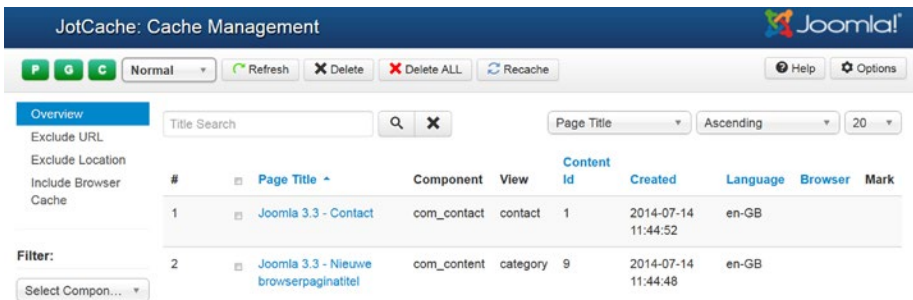 JotCache: Cache Management
Joomla!
P G C Normal Refresh Delete Delete ALL Recache Help Options
Overview
Exclude URL
Exclude Location
Include Browser
Cache
Filter:
Select Compon...
Title Search Page Title Ascending 20
# Page Title Component View Content Id Created Language Browser Mark
1 Joomla 3.3 - Contact com_contact contact 1 2014-07-14 11:44:52 en-GB
2 Joomla 3.3 - Nieuwe browserpaginatitel com_content category 9 2014-07-14 11:44:48 en-GB